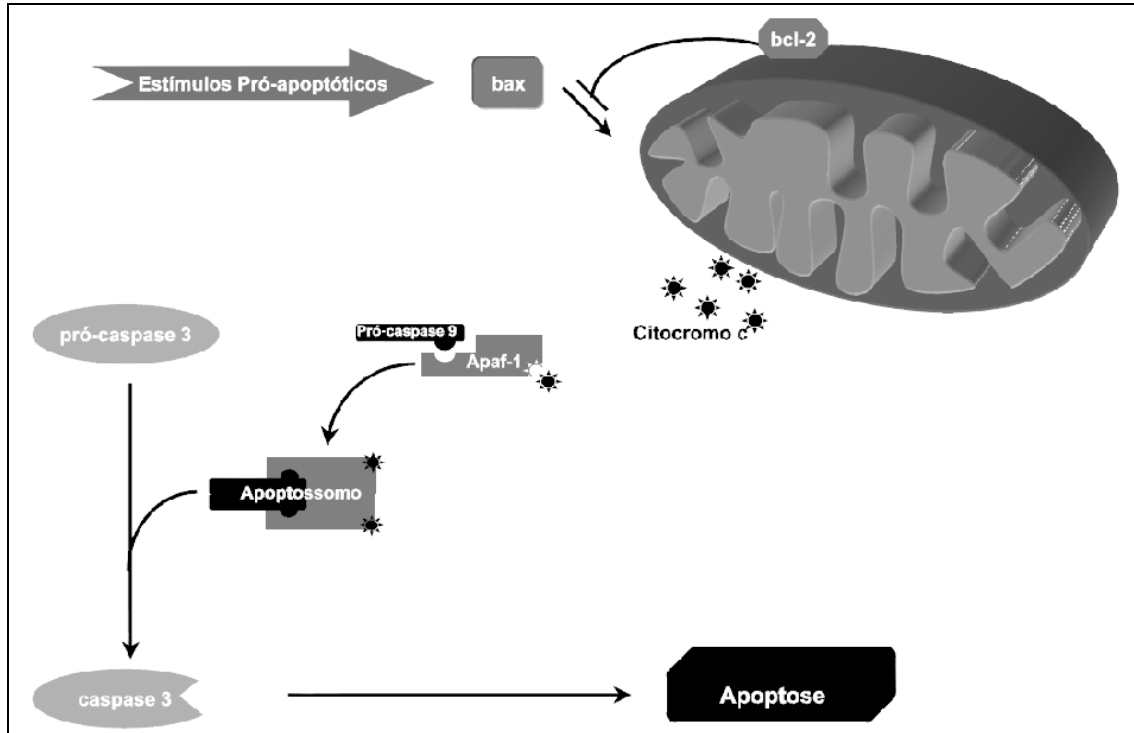 bcl-2
Estímulos Pró-apoptóticos
bax
Citocromo c
pró-caspase 3
Pró-caspase 9
Apaf-1
Apoptossomo
caspase 3
Apoptose